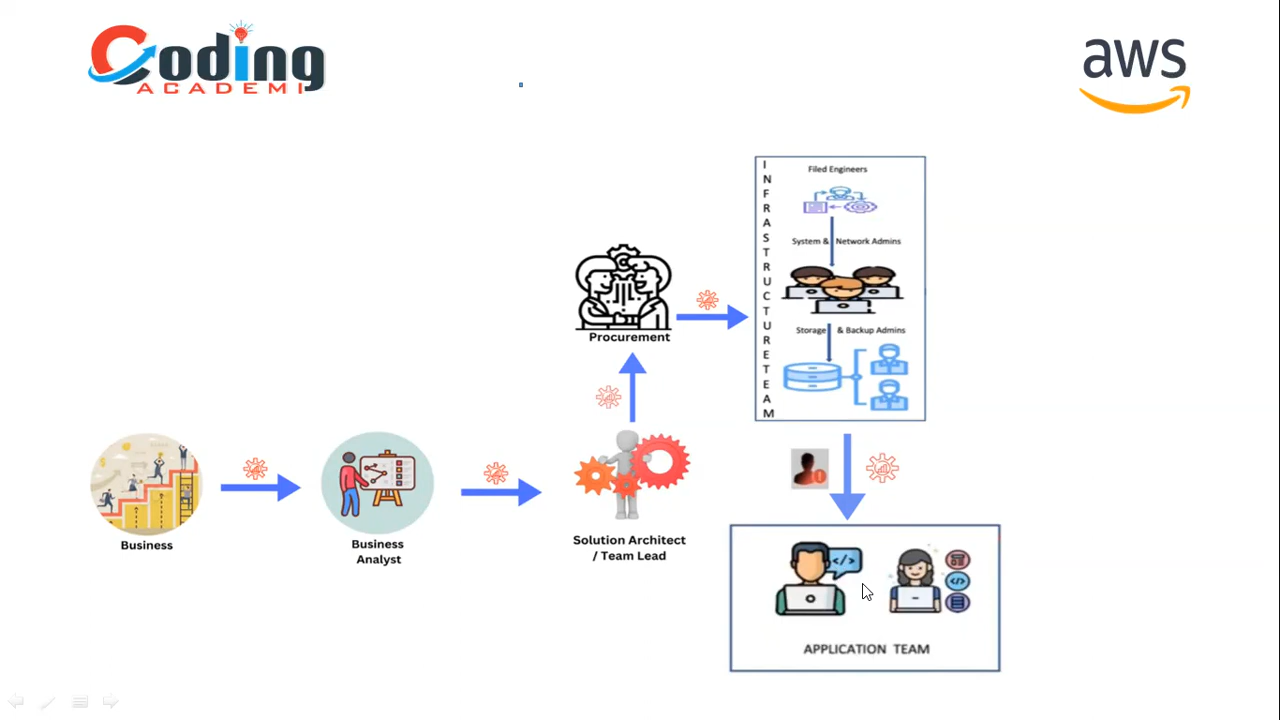 Coding
ACADEMI
aws
INFRASTRUCTURETEAM
Filed Engineers
System & Network Admins
Storage & Backup Admins
Procurement
Business
Business
Analyst
Solution Architect
/ Team Lead
</>
</>
APPLICATION TEAM